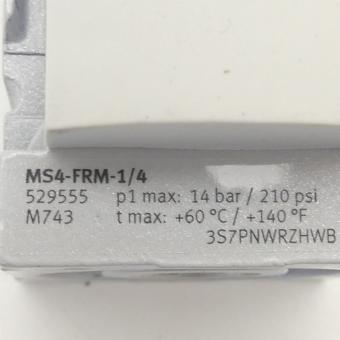 MS4-FRM-1/4
529555 p1 max: 14 bar / 210 psi
M743 t max: +60 °C / +140 °F
3S7PNWRZHWB